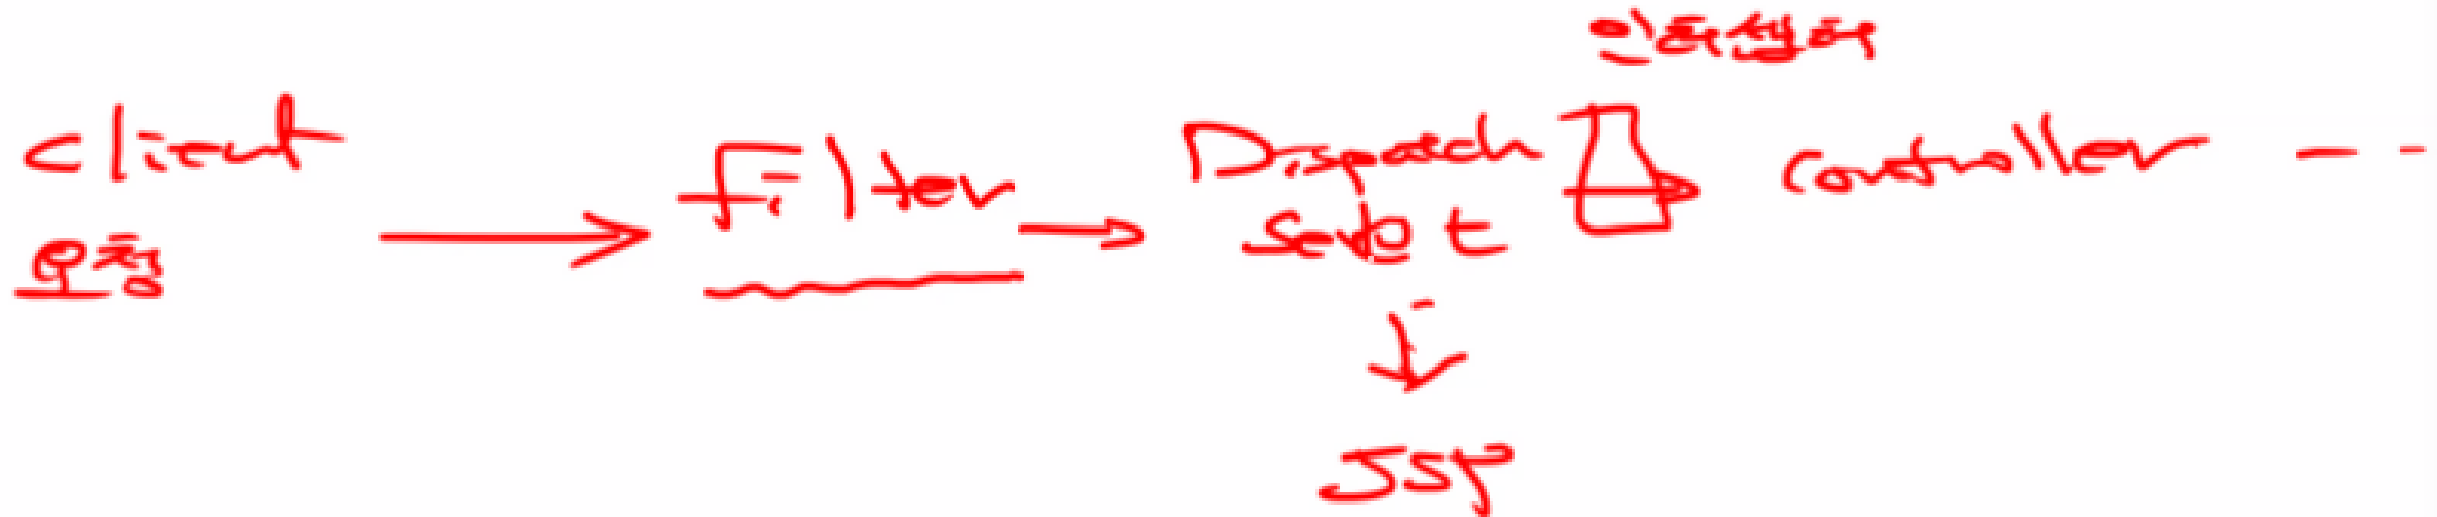 client
요청
Filter
Dispatch
Servlet
인터셉터
controller
JSP